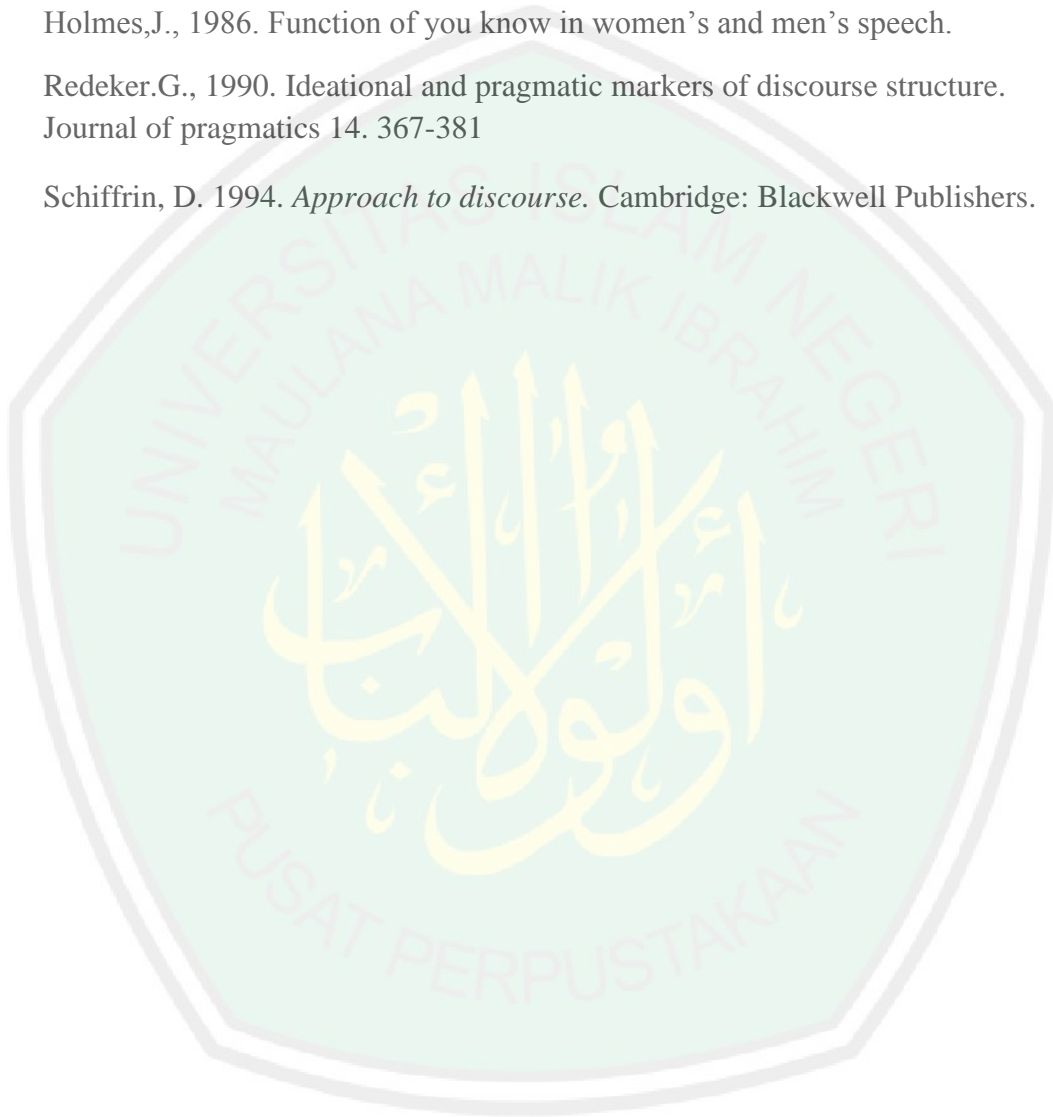 Holmes,J., 1986. Function of you know in women’s and men’s speech.
Redeker.G., 1990. Ideational and pragmatic markers of discourse structure.
Journal of pragmatics 14. 367-381
Schiffrin, D. 1994. Approach to discourse. Cambridge: Blackwell Publishers.
UNIVERSITAS ISLAM NEGERI
MAULANA MALIK IBRAHIM
أولوا الألباب
PUSAT PERPUSTAKAAN